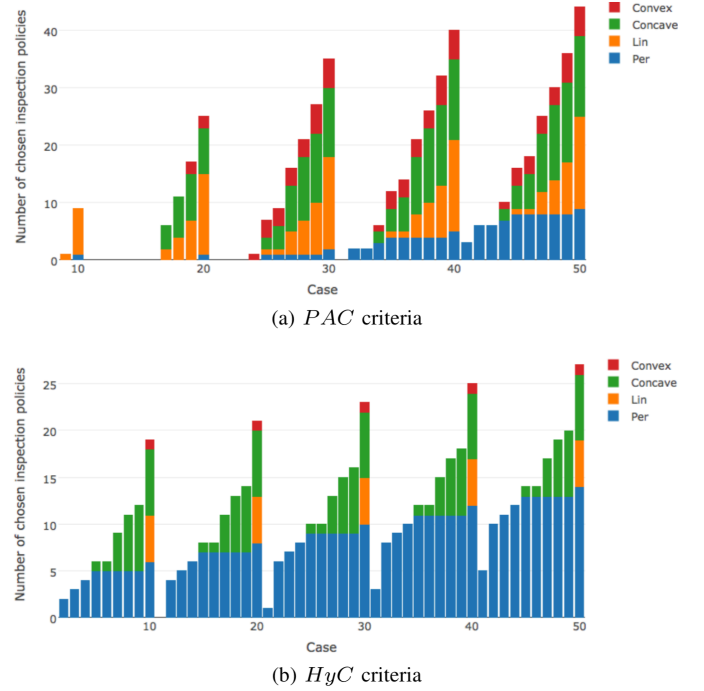 Number of chosen inspection policies
40
30
20
10
0
10
20
30
40
50
Case
Convex
Concave
Lin
Per
(a) PAC criteria
Number of chosen inspection policies
25
20
15
10
5
0
10
20
30
40
50
Case
Convex
Concave
Lin
Per
(b) HyC criteria